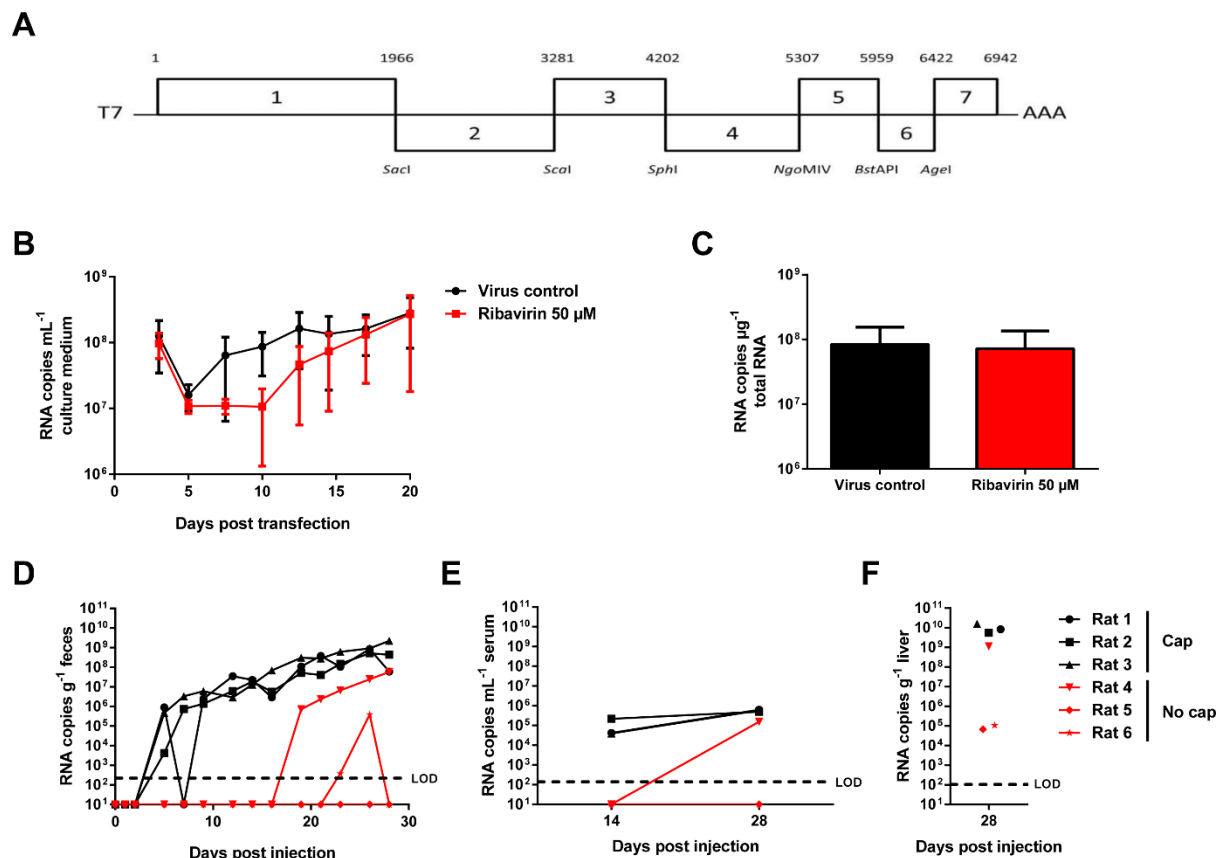 A
1 1966 3281 4202 5307 5959 6422 6942
T7 1 2 3 4 5 6 7 AAA
SacI ScaI SphI NgoMIV BstAPI AgeI
B
RNA copies mL⁻¹
culture medium
10⁹
10⁸
10⁷
10⁶
0 5 10 15 20
Days post transfection
Virus control
Ribavirin 50 µM
C
RNA copies µg⁻¹
total RNA
10⁹
10⁸
10⁷
10⁶
Virus control Ribavirin 50 µM
D
RNA copies g⁻¹ feces
10¹¹
10¹⁰
10⁹
10⁸
10⁷
10⁶
10⁵
10⁴
10³
10²
10¹
LOD
0 10 20 30
Days post injection
E
RNA copies mL⁻¹ serum
10¹¹
10¹⁰
10⁹
10⁸
10⁷
10⁶
10⁵
10⁴
10³
10²
10¹
LOD
14 28
Days post injection
F
RNA copies g⁻¹ liver
10¹¹
10¹⁰
10⁹
10⁸
10⁷
10⁶
10⁵
10⁴
10³
10²
10¹
LOD
28
Days post injection
Rat 1
Rat 2
Rat 3
Cap
Rat 4
Rat 5
Rat 6
No cap